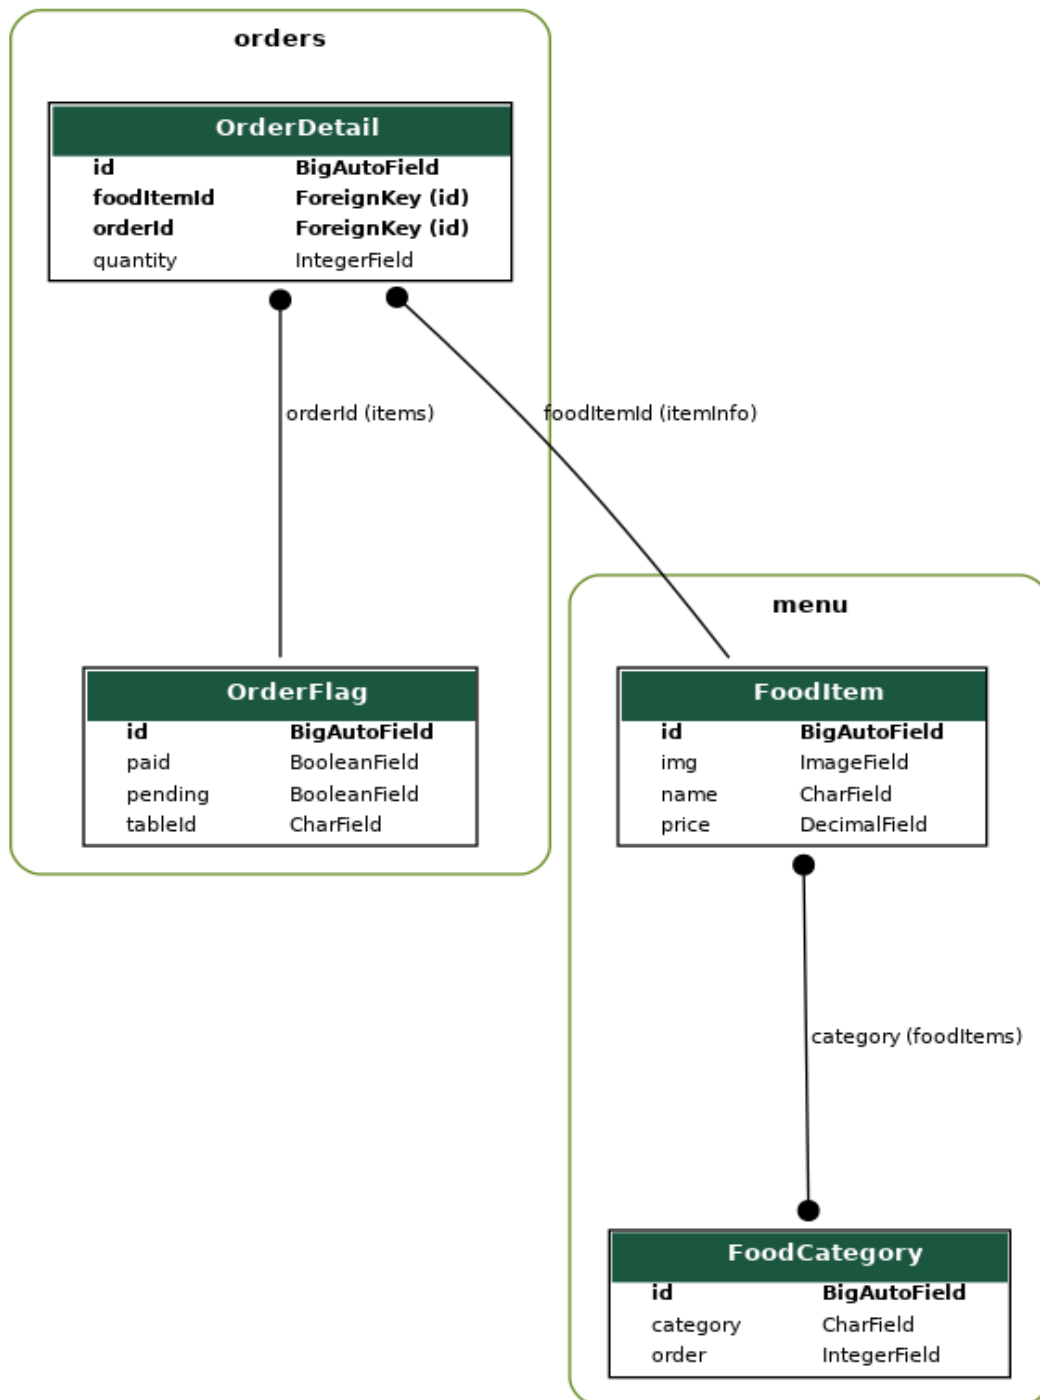 orders
OrderDetail
id BigAutoField
foodItemId ForeignKey (id)
orderId ForeignKey (id)
quantity IntegerField
orderId (items)
foodItemId (itemInfo)
OrderFlag
id BigAutoField
paid BooleanField
pending BooleanField
tableId CharField
menu
FoodItem
id BigAutoField
img ImageField
name CharField
price DecimalField
category (foodItems)
FoodCategory
id BigAutoField
category CharField
order IntegerField